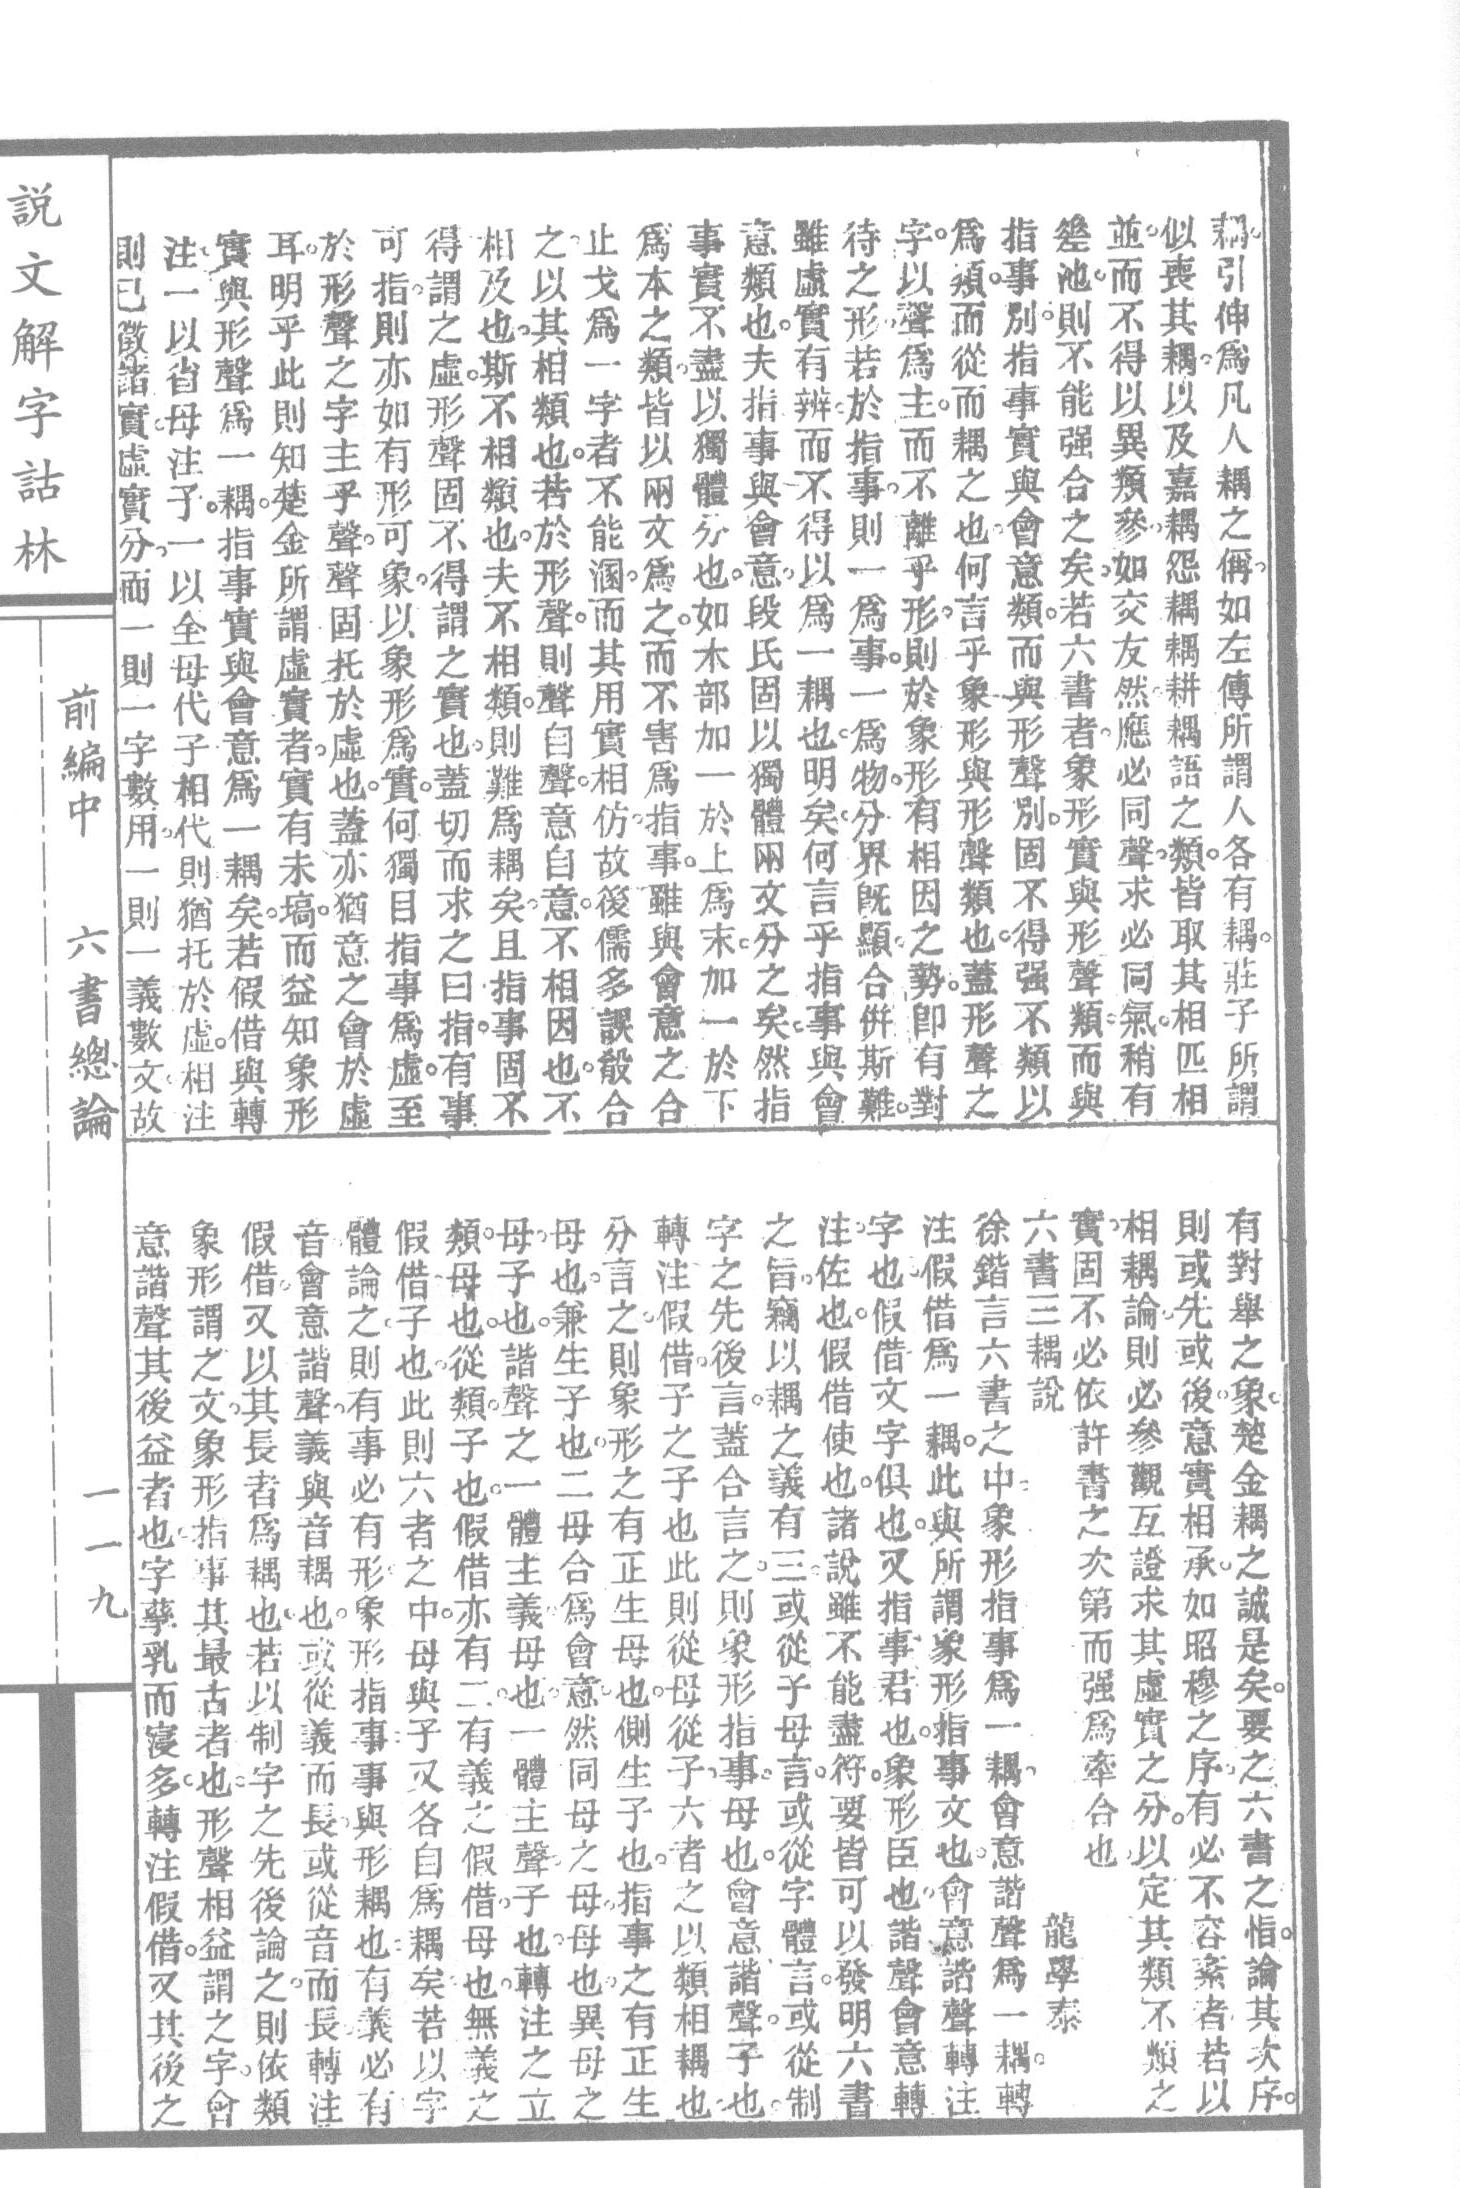 耦。引伸爲凡人耦之偁。如左傳所謂人各有耦。莊子所謂
似喪其耦。以及嘉耦怨耦耦耕耦語之類。皆取其相匹相
並。而不得以異類參。如交友然。應必同聲。求必同氣。稍有
差池。則不能强合之矣。若六書者。象形實與形聲類。而與
指事別。指事實與會意類。而與形聲別。固不得强不類以
爲類。而從而耦之也。何言乎象形與形聲類也。蓋形聲之
字。以聲爲主。而不離乎形。則於象形有相因之勢。卽有對
待之形。若於指事。則一爲事。一爲物。分界旣顯。合倂斯難。
雖虛實有辨。而不得以爲一耦也明矣。何言乎指事與會
意類也。夫指事與會意。段氏固以獨體兩文分之矣。然指
事實不盡以獨體分也。如木部加一於上爲末。加一於下
爲本之類。皆以兩文爲之。而不害爲指事。雖與會意之合
止戈爲一字者不能溷。而其用實相仿。故後儒多誤殽合
之。以其相類也。若於形聲。則聲自聲。意自意。不相因也。不
相及也。斯不相類也。夫不相類。則難爲耦矣。且指事固不
得謂之虛。形聲固不得謂之實也。蓋切而求之曰指。有事
可指。則亦如有形可象。以象形爲實。何獨目指事爲虛。至
於形聲之字主乎聲。聲固托於虛也。蓋亦猶意之會於虛
耳。明乎此則知楚金所謂虛實者。實有未塙。而益知象形
實與形聲爲一耦。指事實與會意爲一耦矣。若假借與轉
注。一以省母注子。一以全母代子。相代則猶托於虛。相注
則已徵諸實。虛實分。而一則一字數用。一則一義數文。故
有對舉之象。楚金耦之誠是矣。要之六書之恉。論其次序。
則或先或後。意實相承。如昭穆之序。有必不容紊者。若以
相耦論。則必參觀互證。求其虛實之分。以定其類不類之
實。固不必依許書之次第而强爲牽合也。
六書三耦說
龍學泰
徐鍇言六書之中。象形指事爲一耦。會意諧聲爲一耦。轉
注假借爲一耦。此與所謂象形指事文也。會意諧聲轉注
字也。假借文字俱也。又指事君也。象形臣也。諧聲會意轉
注佐也。假借使也。諸說雖不能盡符。要皆可以發明六書
之旨。竊以耦之義有三。或從子母言。或從字體言。或從制
字之先後言。蓋合言之。則象形指事。母也。會意諧聲。子也。
轉注假借。子之子也。此則從母從子。六者之以類相耦也。
分言之。則象形之有正生。母也。側生。子也。指事之有正生。
母也。兼生。子也。二母合爲會意。然同母之母。母也。異母之
母。子也。諧聲之一體主義。母也。一體主聲。子也。轉注之立
類。母也。從類。子也。假借亦有二。有義之假借。母也。無義之
假借。子也。此則六者之中。母與子又各自爲耦矣。若以字
體論之。則有事必有形。象形指事。事與形耦也。有義必有
音。會意諧聲。義與音耦也。或從義而長。或從音而長。轉注
假借。又以其長者爲耦也。若以制字之先後論之。則依類
象形謂之文。象形指事。其最古者也。形聲相益謂之字。會
意諧聲。其後益者也。字孳乳而寖多。轉注假借。又其後之
說文解字詁林
前編中
六書總論
一一九